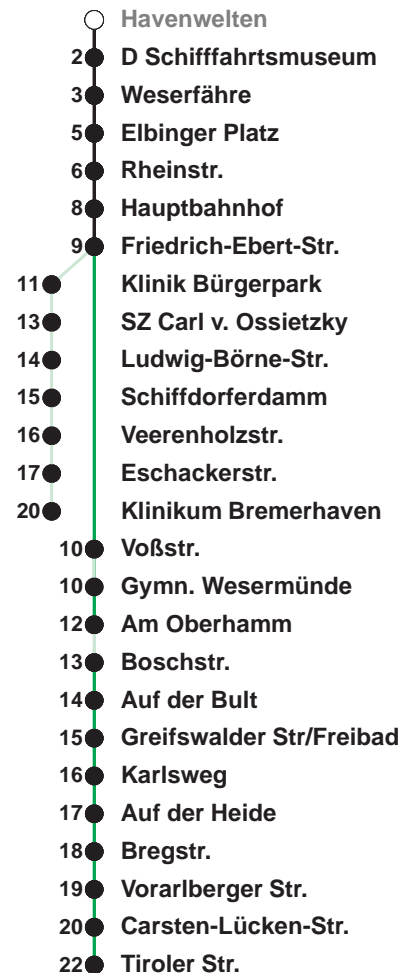 Havenwelten
2 D Schifffahrtsmuseum
3 Weserfähre
5 Elbinger Platz
6 Rheinstr.
8 Hauptbahnhof
9 Friedrich-Ebert-Str.
11 Klinik Bürgerpark
13 SZ Carl v. Ossietzky
14 Ludwig-Börne-Str.
15 Schiffdorferdamm
16 Veerenholzstr.
17 Eschackerstr.
20 Klinikum Bremerhaven
10 Voßstr.
10 Gymn. Wesermünde
12 Am Oberhamm
13 Boschstr.
14 Auf der Bult
15 Greifswalder Str/Freibad
16 Karlsweg
17 Auf der Heide
18 Bregstr.
19 Vorarlberger Str.
20 Carsten-Lücken-Str.
22 Tiroler Str.